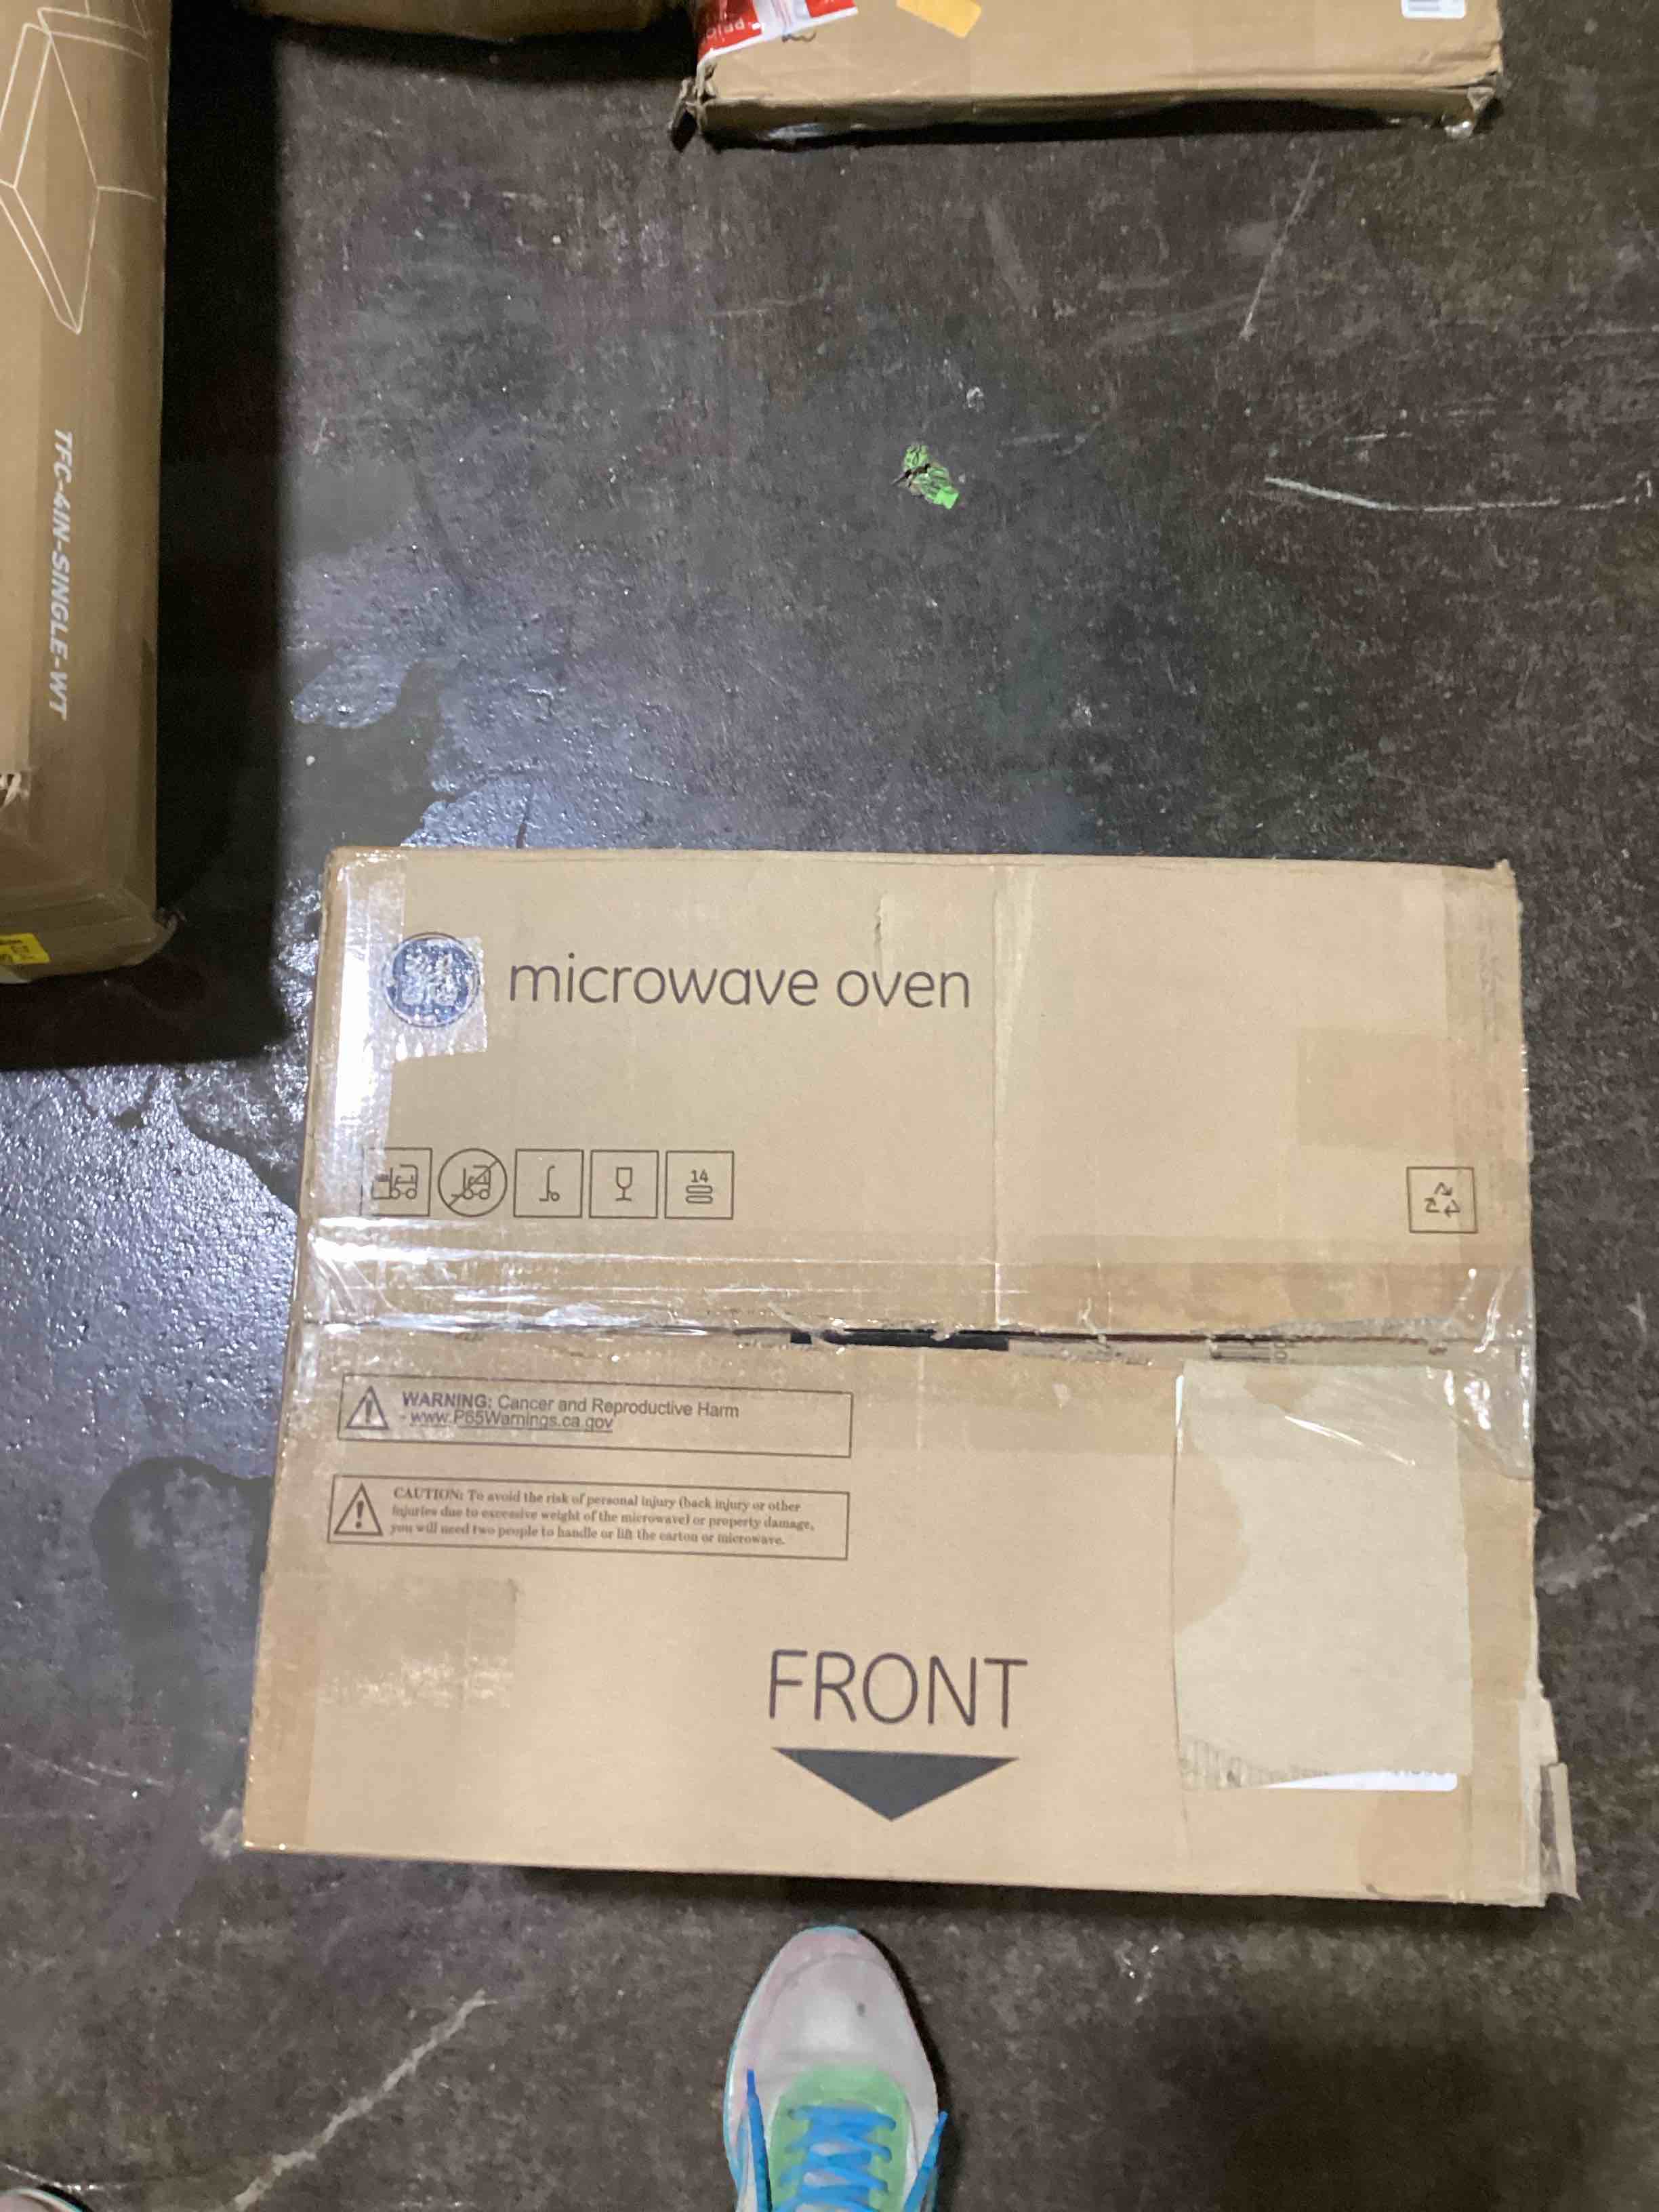 TFC-4IN-SINGLE-WT
microwave oven
14
WARNING: Cancer and Reproductive Harm
- www.P65Warnings.ca.gov
CAUTION: To avoid the risk of personal injury (back injury or other
injuries due to excessive weight of the microwave) or property damage,
you will need two people to handle or lift the carton or microwave.
FRONT